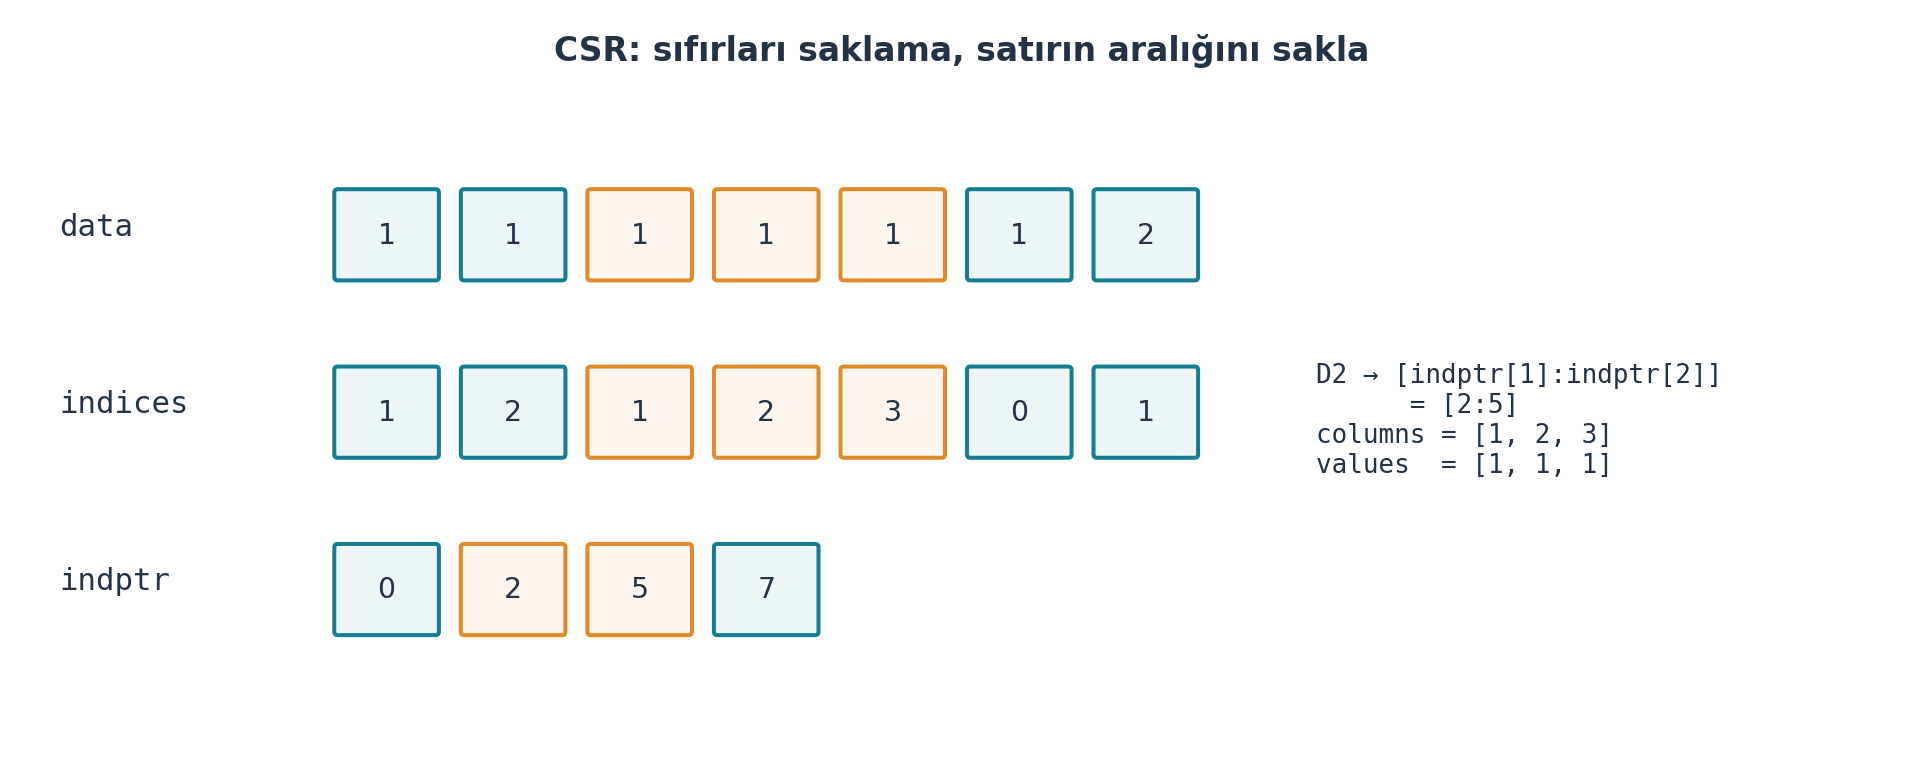 CSR: sıfırları saklama, satırın aralığını sakla
data 1 1 1 1 1 1 2
indices 1 2 1 2 3 0 1
D2 → [indptr[1]:indptr[2]]
= [2:5]
columns = [1, 2, 3]
values = [1, 1, 1]
indptr 0 2 5 7